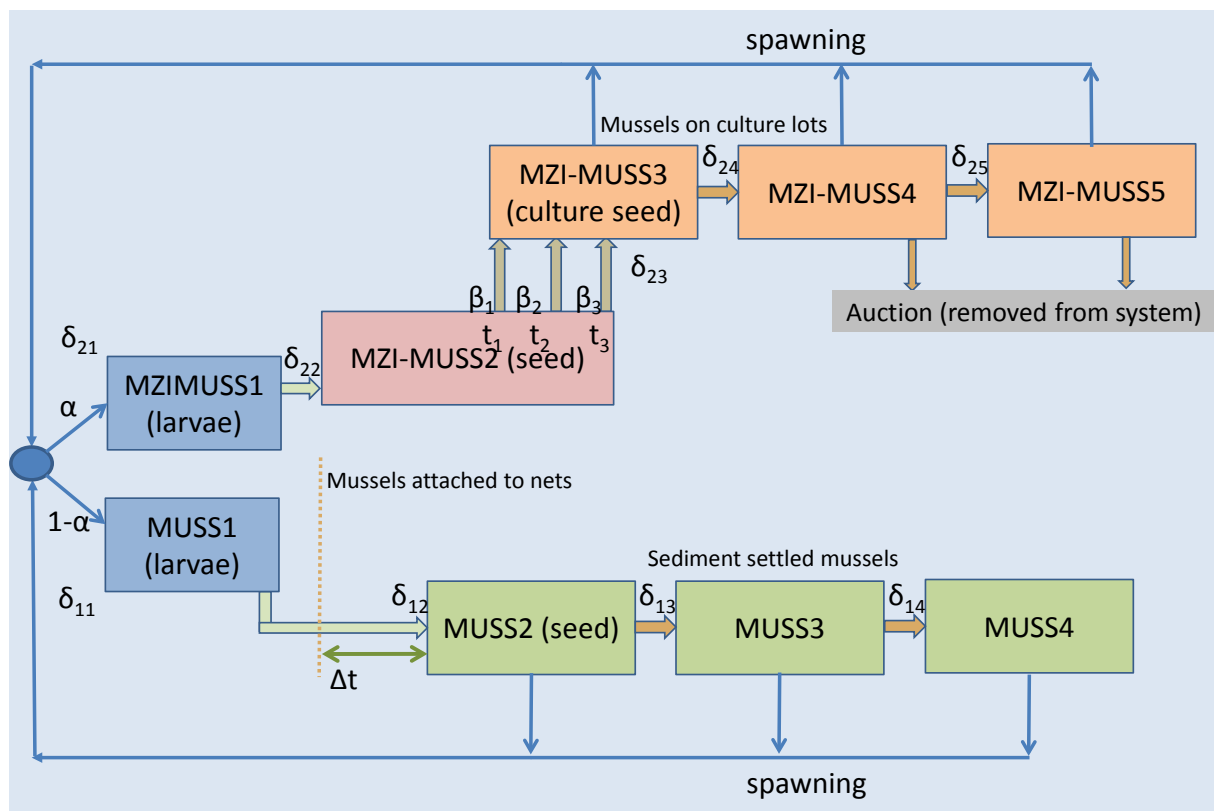 spawning
Mussels on culture lots
MZI-MUSS3
(culture seed)
δ24
MZI-MUSS4
δ25
MZI-MUSS5
δ23
β1 β2 β3
t1 t2 t3
Auction (removed from system)
MZI-MUSS2 (seed)
δ21
δ22
MZIMUSS1
(larvae)
α
Mussels attached to nets
1-α
MUSS1
(larvae)
Sediment settled mussels
δ11
δ12
δ13
δ14
MUSS2 (seed)
MUSS3
MUSS4
Δt
spawning